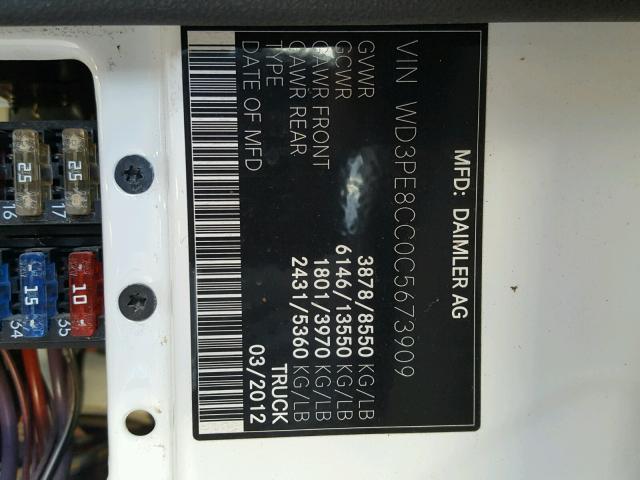 MFD: DAIMLER AG
VIN WD3PE8CC0C5673909
GVWR 3878/8550 KG/LB
GCWR 6146/13550 KG/LB
GAWR FRONT 1801/3970 KG/LB
GAWR REAR 2431/5360 KG/LB
TYPE TRUCK
DATE OF MFD 03/2012
25
25
16
17
15
10
34
35